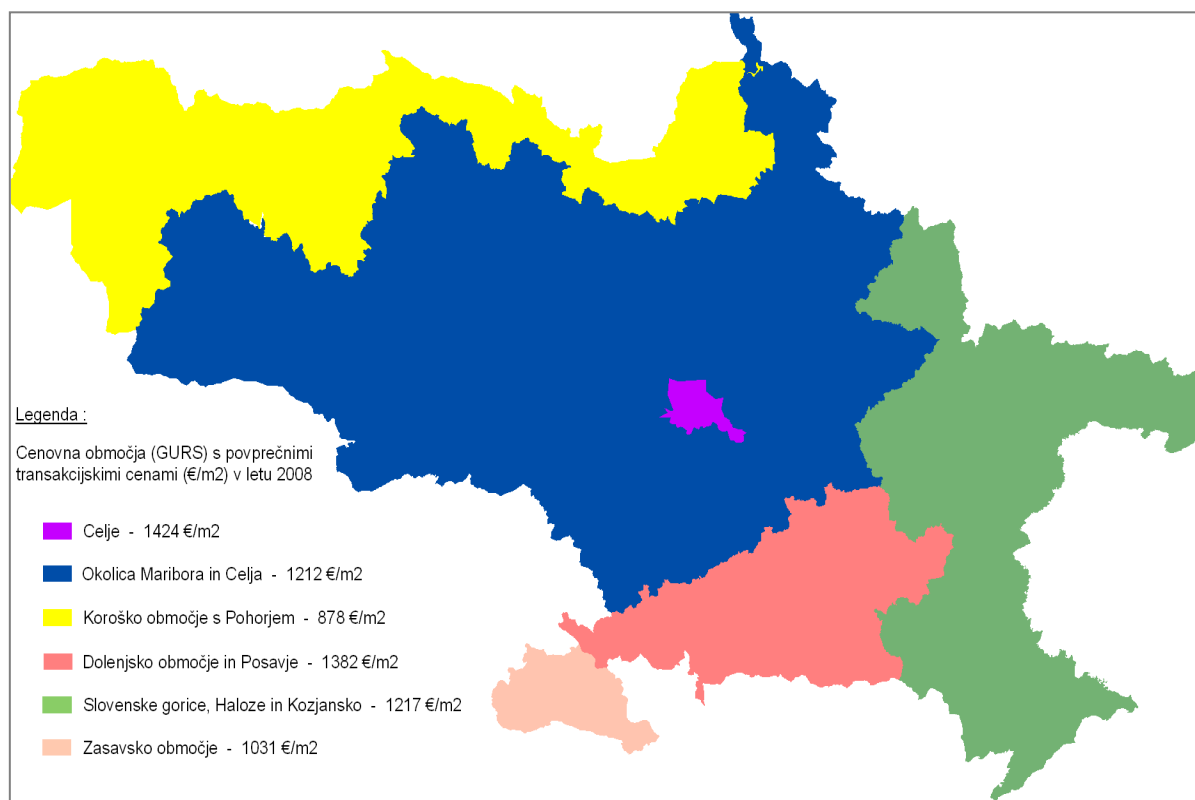 Legenda :
Cenovna območja (GURS) s povprečnimi
transakcijskimi cenami (€/m2) v letu 2008
Celje - 1424 €/m2
Okolica Maribora in Celja - 1212 €/m2
Koroško območje s Pohorjem - 878 €/m2
Dolenjsko območje in Posavje - 1382 €/m2
Slovenske gorice, Haloze in Kozjansko - 1217 €/m2
Zasavsko območje - 1031 €/m2